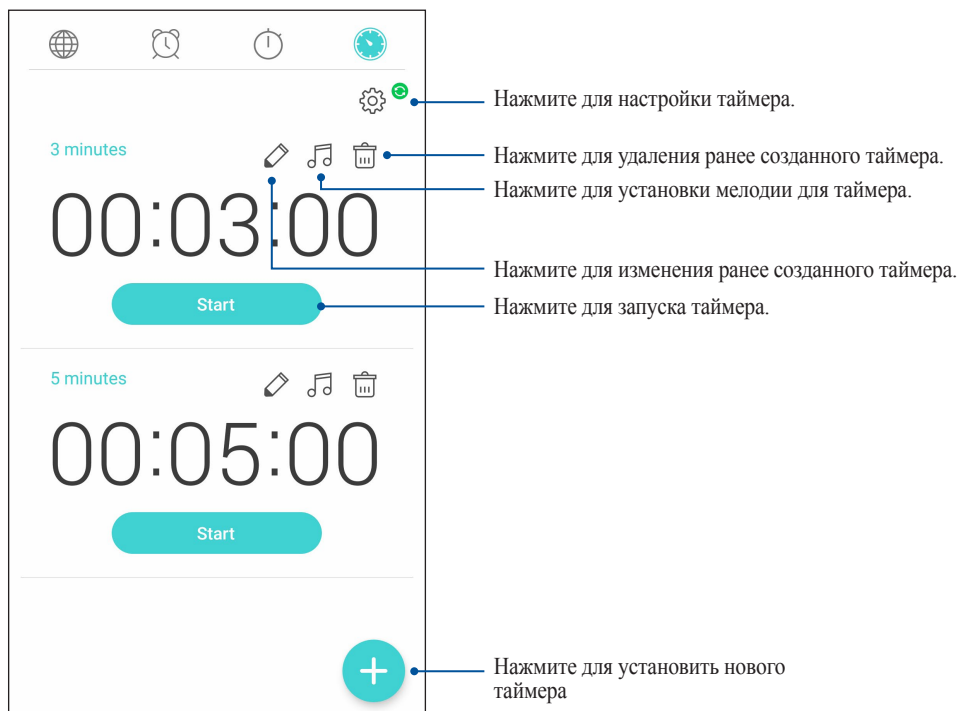 Нажмите для настройки таймера.
3 minutes
Нажмите для удаления ранее созданного таймера.
Нажмите для установки мелодии для таймера.
00:03:00
Нажмите для изменения ранее созданного таймера.
Start
Нажмите для запуска таймера.
5 minutes
00:05:00
Start
Нажмите для установить нового
таймера